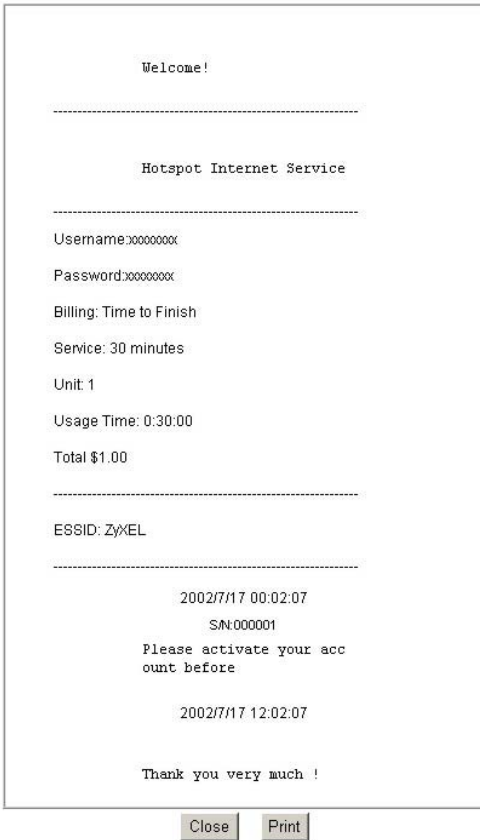 Welcome!
Hotspot Internet Service
Username:xxxxxxxx
Password:xxxxxxxx
Billing: Time to Finish
Service: 30 minutes
Unit: 1
Usage Time: 0:30:00
Total $1.00
ESSID: ZyXEL
2002/7/17 00:02:07
S/N:000001
Please activate your acc
ount before
2002/7/17 12:02:07
Thank you very much !
Close Print